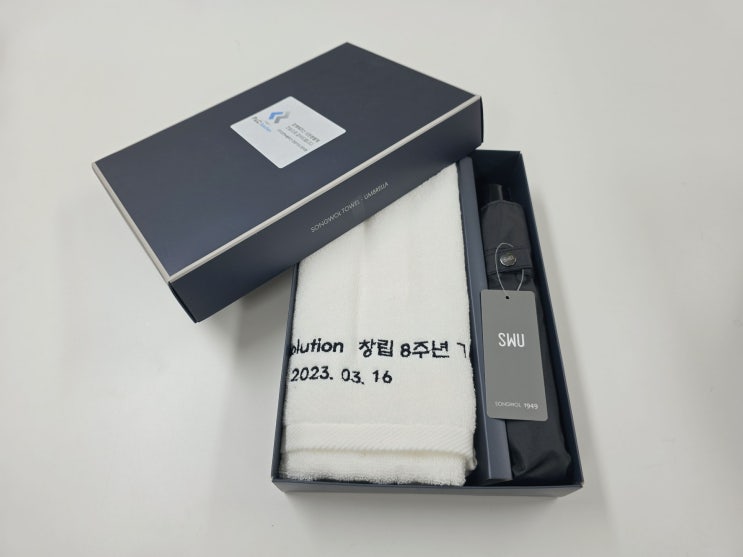 SONGWOL TOWEL · UMBRELLA
olution 창립 8주년 기
2023. 03. 16
SWU
SONGWOL 1949